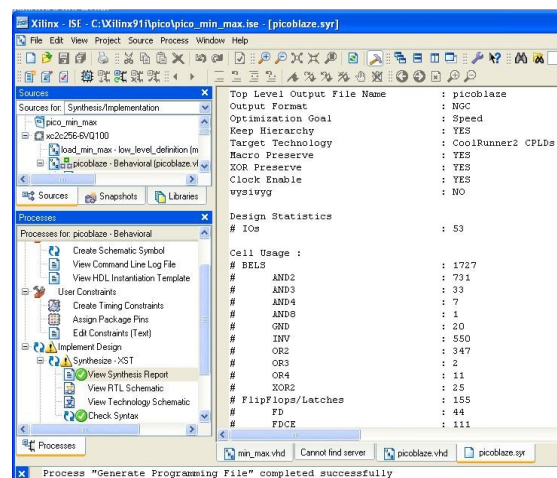 Xilinx - ISE - C:\Xilinx91i\pico\pico_min_max.ise - [picoblaze.syr]
File Edit View Project Source Process Window Help
Sources
Sources for: Synthesis/Implementation
pico_min_max
xc2c256-6VQ100
load_min_max - low_level_definition (m
picoblaze - Behavioral (picoblaze.vl
Sources Snapshots Libraries
Processes
Processes for: picoblaze - Behavioral
Create Schematic Symbol
View Command Line Log File
View HDL Instantiation Template
User Constraints
Create Timing Constraints
Assign Package Pins
Edit Constraints (Text)
Implement Design
Synthesize - XST
View Synthesis Report
View RTL Schematic
View Technology Schematic
Check Syntax
Processes
Top Level Output File Name : picoblaze
Output Format : NGC
Optimization Goal : Speed
Keep Hierarchy : YES
Target Technology : CoolRunner2 CPLDs
Macro Preserve : YES
XOR Preserve : YES
Clock Enable : YES
wysiwyg : NO
Design Statistics
# IOs : 53
Cell Usage :
# BELS : 1727
# AND2 : 731
# AND3 : 33
# AND4 : 7
# AND8 : 1
# GND : 20
# INV : 550
# OR2 : 347
# OR3 : 2
# OR4 : 11
# XOR2 : 25
# FlipFlops/Latches : 155
# FD : 44
# FDCE : 111
min_max.vhd Cannot find server picoblaze.vhd picoblaze.syr
Process "Generate Programming File" completed successfully